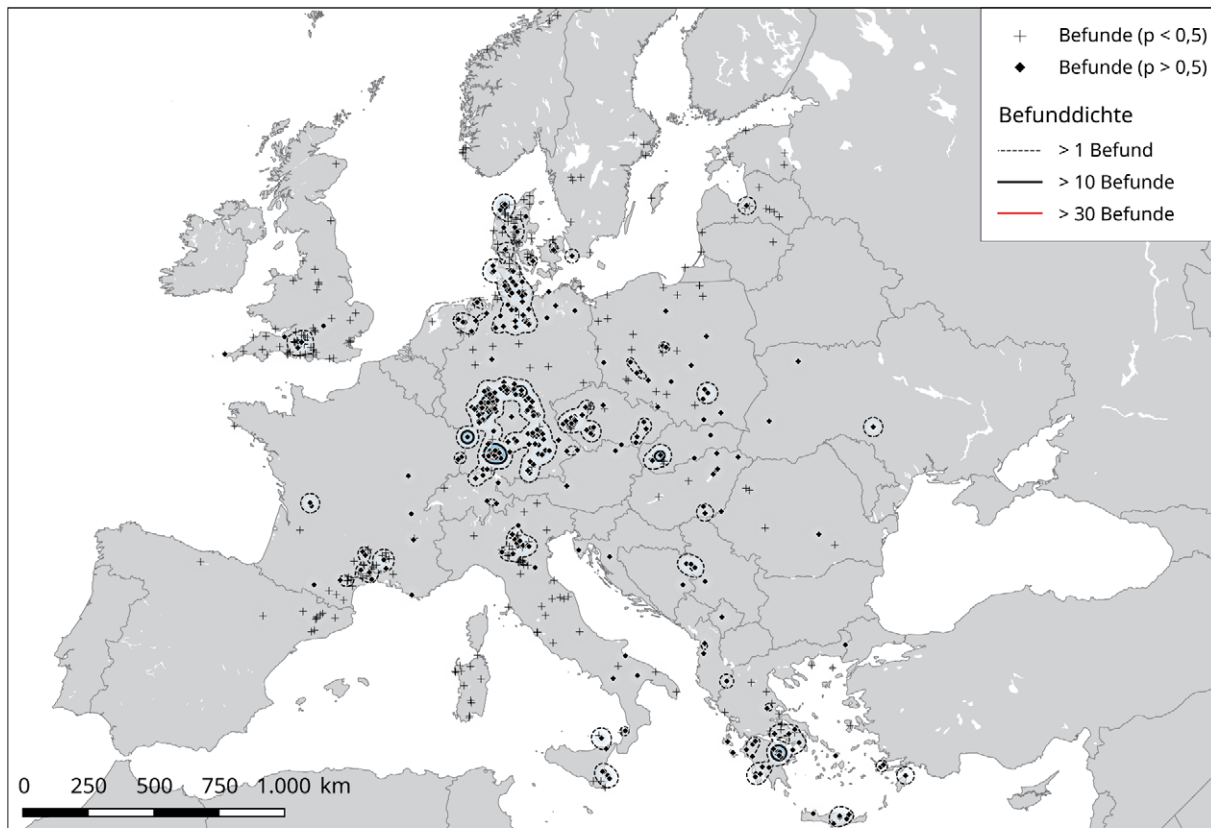 Befunde (p < 0,5)
Befunde (p > 0,5)
Befunddichte
> 1 Befund
> 10 Befunde
> 30 Befunde
0 250 500 750 1.000 km